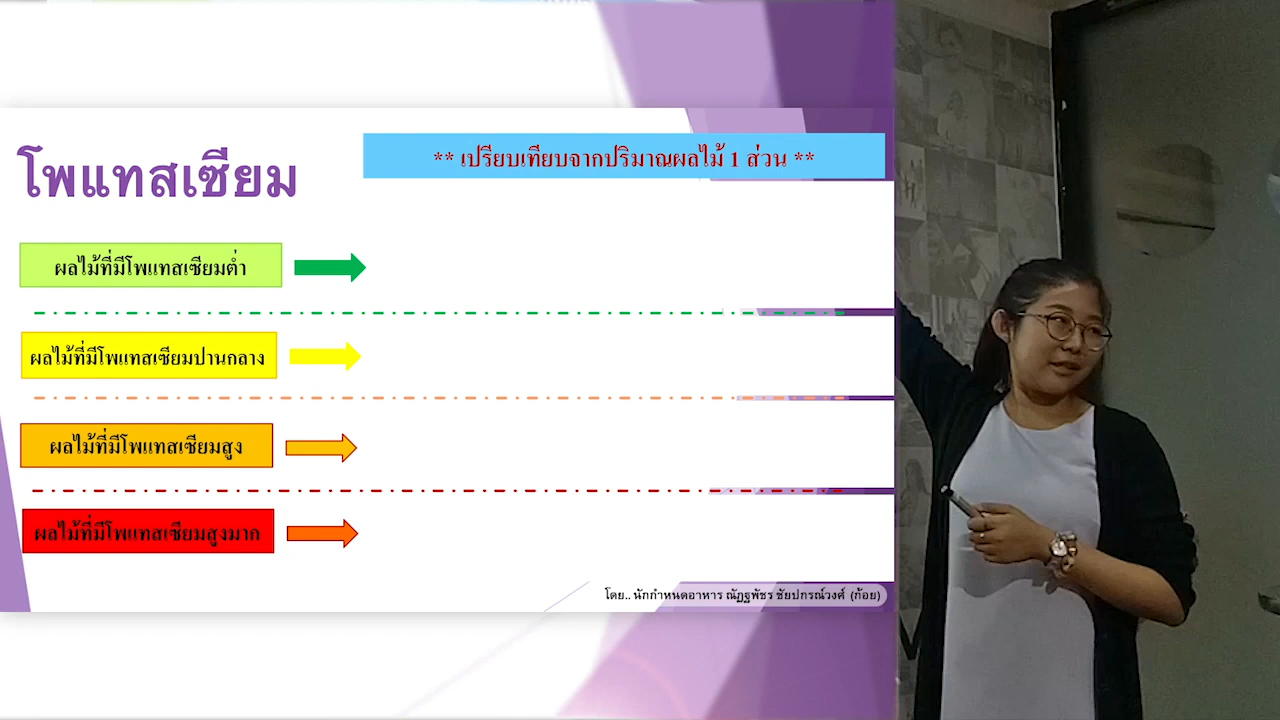 โพแทสเซียม
** เปรียบเทียบจากปริมาณผลไม้ 1 ส่วน **
ผลไม้ที่มีโพแทสเซียมต่ำ
ผลไม้ที่มีโพแทสเซียมปานกลาง
ผลไม้ที่มีโพแทสเซียมสูง
ผลไม้ที่มีโพแทสเซียมสูงมาก
โดย.. นักกำหนดอาหาร ณัฏฐพัชร ชัยปกรณ์วงศ์ (ก้อย)